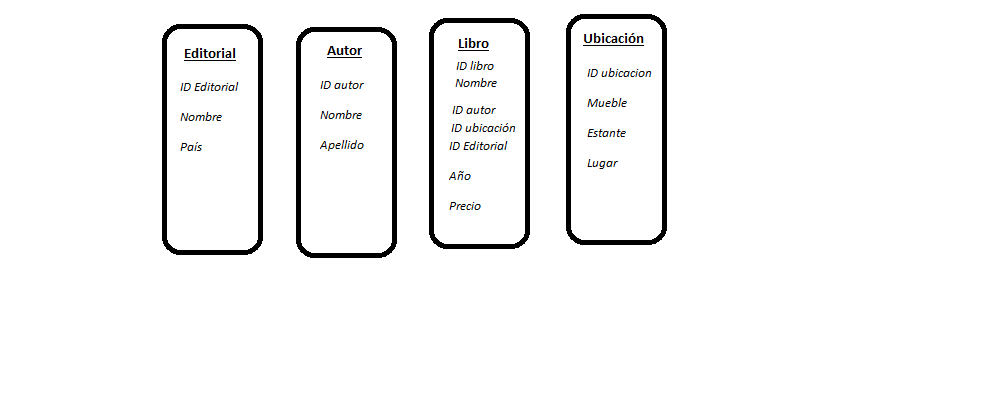 Editorial
ID Editorial
Nombre
País
Autor
ID autor
Nombre
Apellido
Libro
ID libro
Nombre
ID autor
ID ubicación
ID Editorial
Año
Precio
Ubicación
ID ubicacion
Mueble
Estante
Lugar